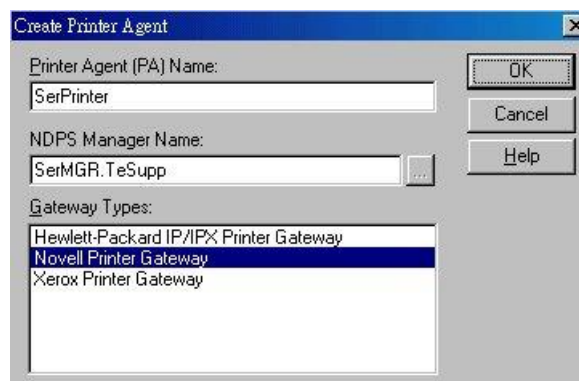 Create Printer Agent
Printer Agent (PA) Name:
SerPrinter
NDPS Manager Name:
SerMGR.TeSupp
...
Gateway Types:
Hewlett-Packard IP/IPX Printer Gateway
Novell Printer Gateway
Xerox Printer Gateway
OK
Cancel
Help